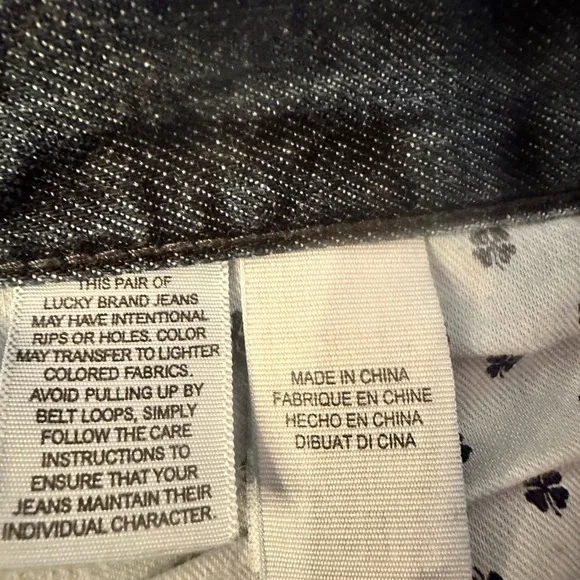 THIS PAIR OF
LUCKY BRAND JEANS
MAY HAVE INTENTIONAL
RIPS OR HOLES. COLOR
MAY TRANSFER TO LIGHTER
COLORED FABRICS.
AVOID PULLING UP BY
BELT LOOPS, SIMPLY
FOLLOW THE CARE
INSTRUCTIONS TO
ENSURE THAT YOUR
JEANS MAINTAIN THEIR
INDIVIDUAL CHARACTER.
MADE IN CHINA
FABRIQUE EN CHINE
HECHO EN CHINA
DIBUAT DI CINA